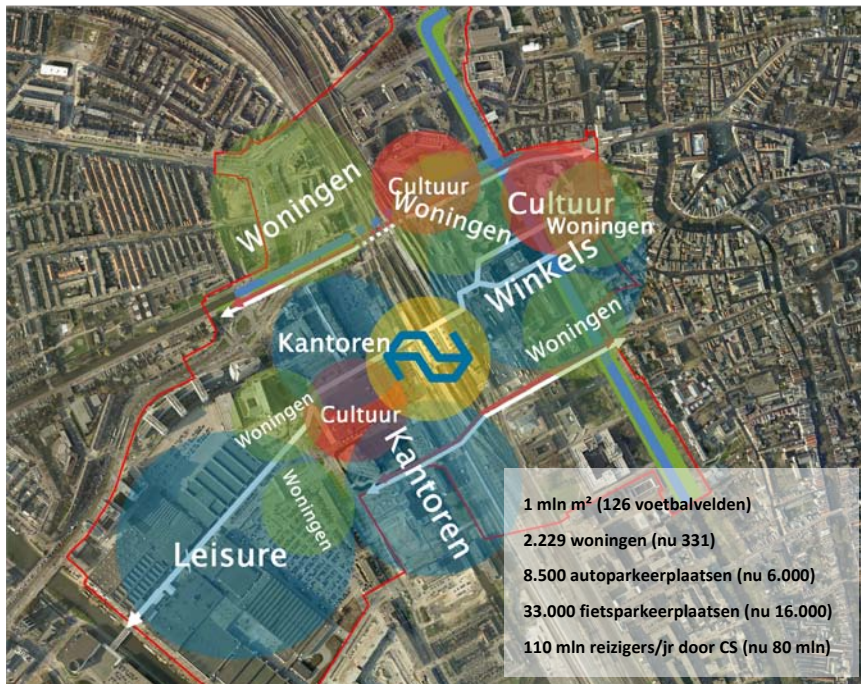 Woningen
Cultuur
Woningen
Cultuur
Woningen
Winkels
Kantoren
Woningen
Woningen
Cultuur
Kantoren
Woningen
Leisure
1 mln m² (126 voetbalvelden)
2.229 woningen (nu 331)
8.500 autoparkeerplaatsen (nu 6.000)
33.000 fietsparkeerplaatsen (nu 16.000)
110 mln reizigers/jr door CS (nu 80 mln)